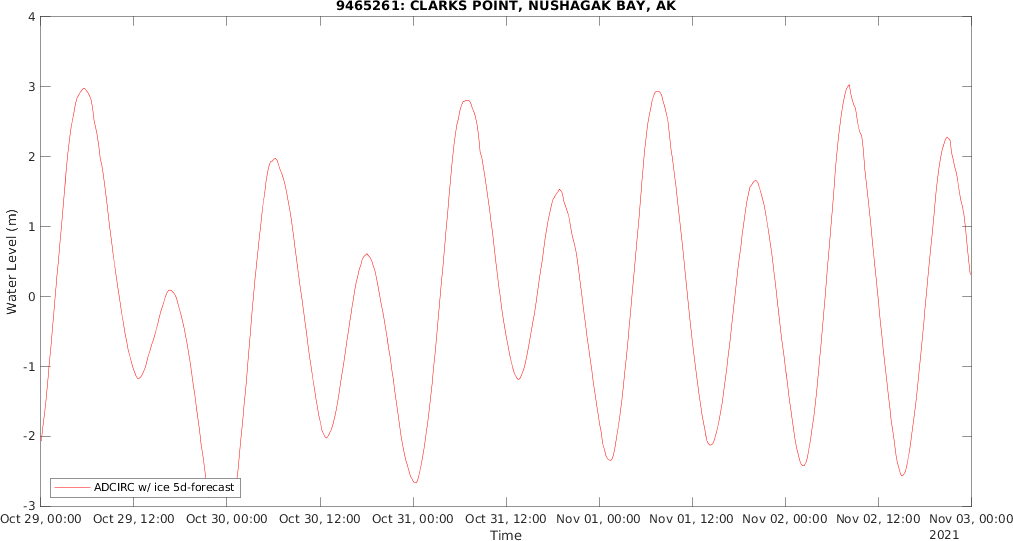 9465261: CLARKS POINT, NUSHAGAK BAY, AK
4
3
2
1
0
-1
-2
-3
Water Level (m)
ADCIRC w/ ice 5d-forecast
Oct 29, 00:00 Oct 29, 12:00 Oct 30, 00:00 Oct 30, 12:00 Oct 31, 00:00 Oct 31, 12:00 Nov 01, 00:00 Nov 01, 12:00 Nov 02, 00:00 Nov 02, 12:00 Nov 03, 00:00
Time
2021